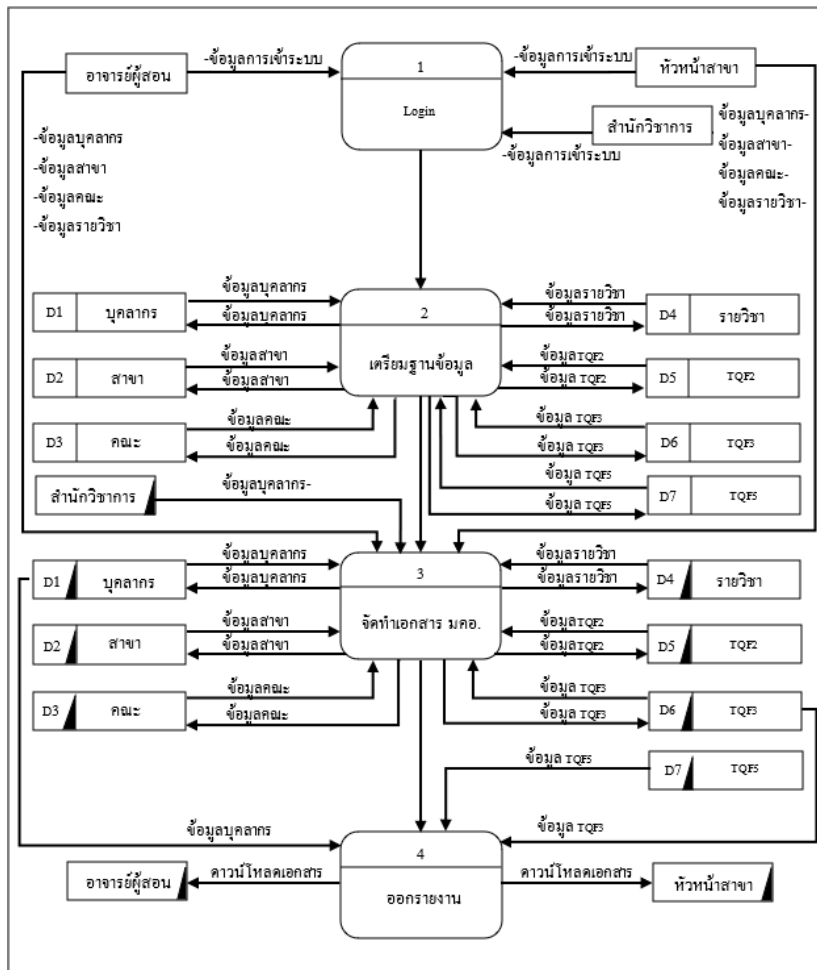 -ข้อมูลการเข้าระบบ
1
-ข้อมูลการเข้าระบบ
อาจารย์ผู้สอน
หัวหน้าสาขา
Login
สำนักวิชาการ
-ข้อมูลการเข้าระบบ
-ข้อมูลบุคลากร
-ข้อมูลสาขา
-ข้อมูลคณะ
-ข้อมูลรายวิชา
ข้อมูลบุคลากร-
ข้อมูลสาขา-
ข้อมูลคณะ-
ข้อมูลรายวิชา-
ข้อมูลบุคลากร
ข้อมูลรายวิชา
D1 บุคลากร
ข้อมูลบุคลากร
2
ข้อมูลรายวิชา
D4 รายวิชา
ข้อมูลสาขา
ข้อมูลTQF2
D2 สาขา
ข้อมูลสาขา
เตรียมฐานข้อมูล
ข้อมูล TQF2
D5 TQF2
ข้อมูลคณะ
ข้อมูล TQF3
D3 คณะ
ข้อมูลคณะ
ข้อมูล TQF3
D6 TQF3
สำนักวิชาการ
ข้อมูลบุคลากร-
ข้อมูล TQF5
ข้อมูล TQF5
D7 TQF5
ข้อมูลบุคลากร
ข้อมูลรายวิชา
D1 บุคลากร
ข้อมูลบุคลากร
3
ข้อมูลรายวิชา
D4 รายวิชา
ข้อมูลสาขา
ข้อมูลTQF2
D2 สาขา
ข้อมูลสาขา
จัดทำเอกสาร มคอ.
ข้อมูลTQF2
D5 TQF2
ข้อมูลคณะ
ข้อมูล TQF3
D3 คณะ
ข้อมูลคณะ
ข้อมูล TQF3
D6 TQF3
ข้อมูล TQF5
D7 TQF5
ข้อมูลบุคลากร
ข้อมูล TQF3
4
อาจารย์ผู้สอน
ดาวน์โหลดเอกสาร
ดาวน์โหลดเอกสาร
หัวหน้าสาขา
ออกรายงาน